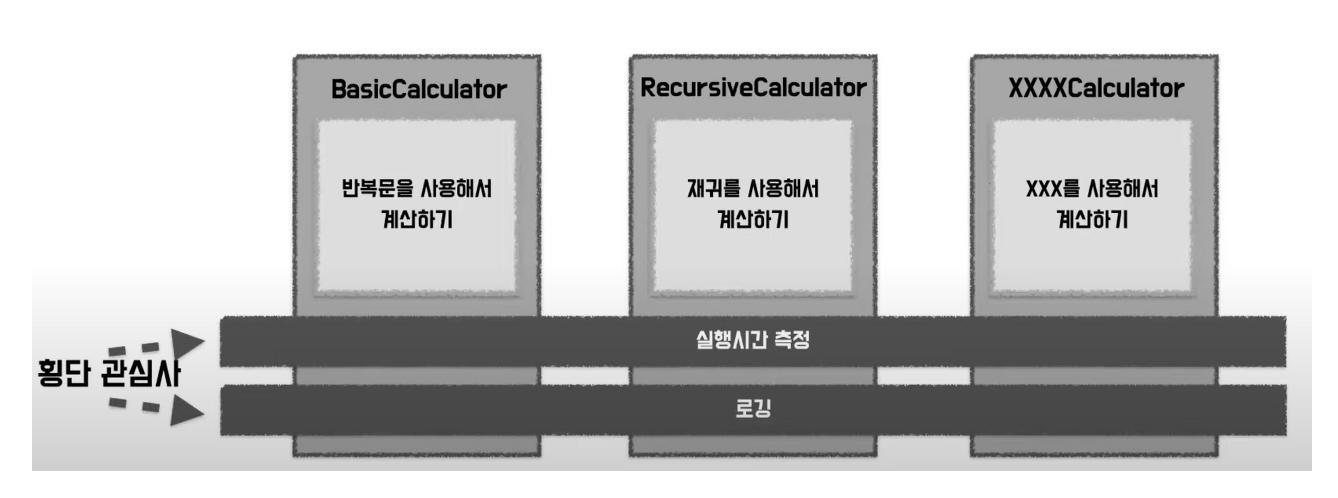 BasicCalculator
RecursiveCalculator
XXXXCalculator
반복문을 사용해서
계산하기
재귀를 사용해서
계산하기
XXX를 사용해서
계산하기
횡단 관심사
실행시간 측정
로깅